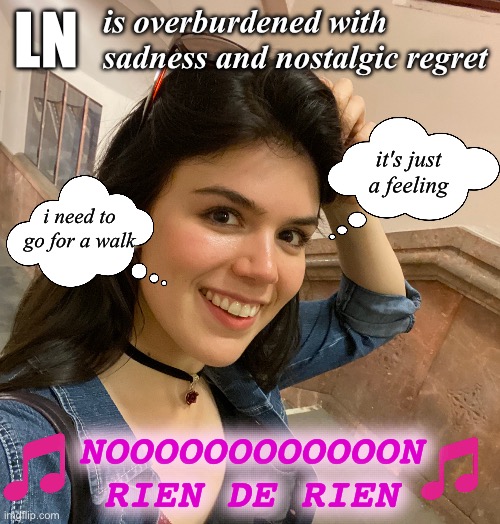 LN
is overburdened with
sadness and nostalgic regret
it's just
a feeling
i need to
go for a walk
NOOOOOOOOOOOON
RIEN DE RIEN
imgflip.com